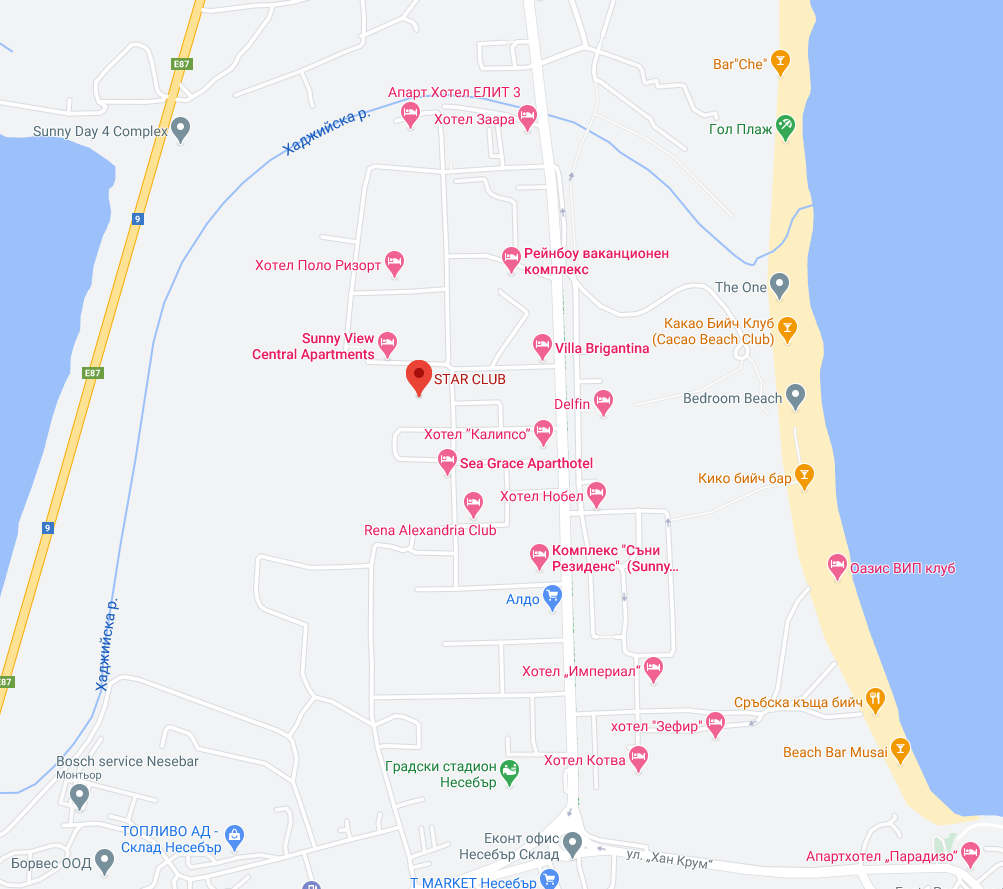 Bar"Che"
E87
Апарт Хотел ЕЛИТ 3
Хаджийска р.
Хотел Заара
Sunny Day 4 Complex
Гол Плаж
9
Рейнбоу ваканционен
комплекс
Хотел Поло Ризорт
The One
Какао Бийч Клуб
(Cacao Beach Club)
Sunny View
Central Apartments
Villa Brigantina
E87
STAR CLUB
Bedroom Beach
Delfin
Хотел "Калипсо"
Sea Grace Aparthotel
Кико бийч бар
Хотел Нобел
9
Rena Alexandria Club
Комплекс "Съни
Резиденс" (Sunny...
Оазис ВИП клуб
Алдо
Хаджийска р.
Хотел „Империал“
E87
Сръбска къща бийч
хотел "Зефир"
Beach Bar Musai
Bosch service Nesebar
Монтьор
Хотел Котва
Градски стадион
Несебър
ТОПЛИВО АД -
Склад Несебър
Еконт офис
Несебър Склад
ул. „Хан Крум“
Апартхотел „Парадизо“
Борвес ООД
T MARKET Несебър